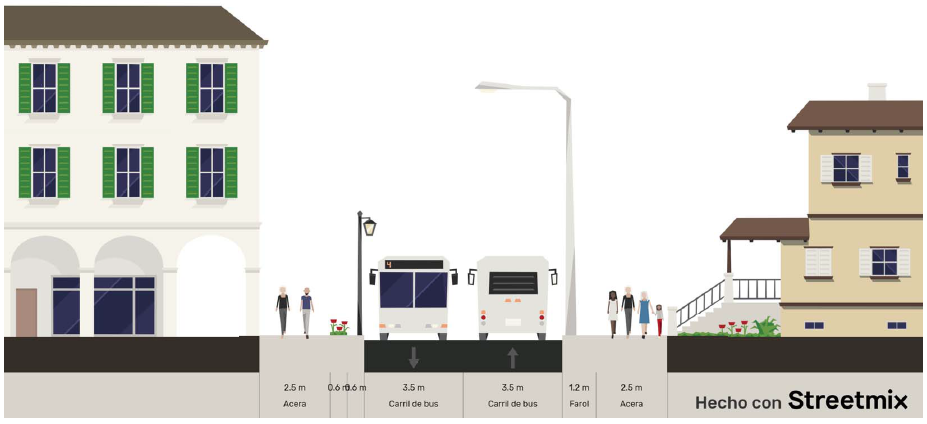 4
2.5 m
Acera
0.6 m
0.6 m
3.5 m
Carril de bus
3.5 m
Carril de bus
1.2 m
Farol
2.5 m
Acera
Hecho con Streetmix